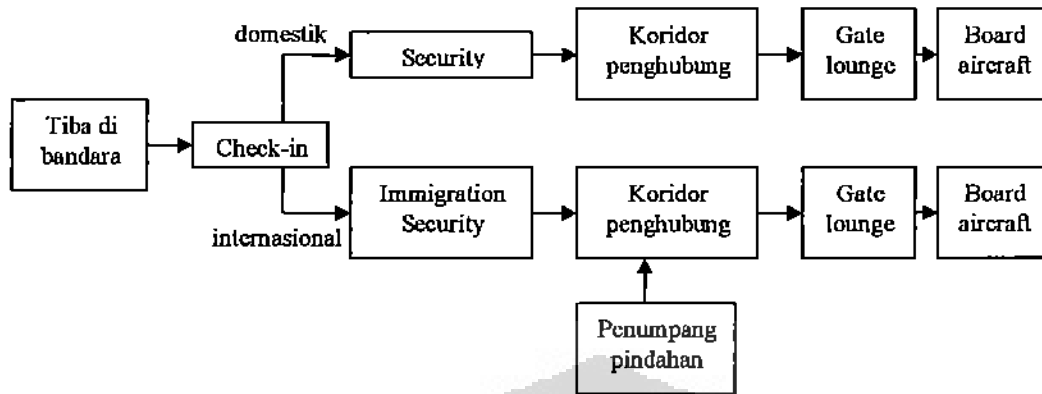 domestik
Security
Koridor
penghubung
Gate
lounge
Board
aircraft
Tiba di
bandara
Check-in
internasional
Immigration
Security
Koridor
penghubung
Gate
lounge
Board
aircraft
Penumpang
pindahan